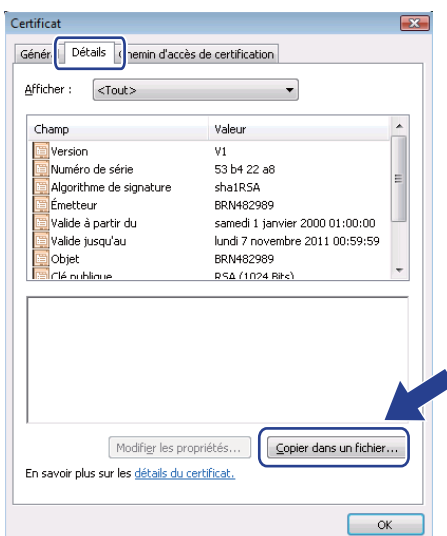 Certificat
Général Détails Chemin d'accès de certification
Afficher : <Tout>
Champ Valeur
Version V1
Numéro de série 53 b4 22 a8
Algorithme de signature sha1RSA
Émetteur BRN482989
Valide à partir du samedi 1 janvier 2000 01:00:00
Valide jusqu'au lundi 7 novembre 2011 00:59:59
Objet BRN482989
Clé publique RSA (1024 Bits)
Modifier les propriétés... Copier dans un fichier...
En savoir plus sur les détails du certificat.
OK